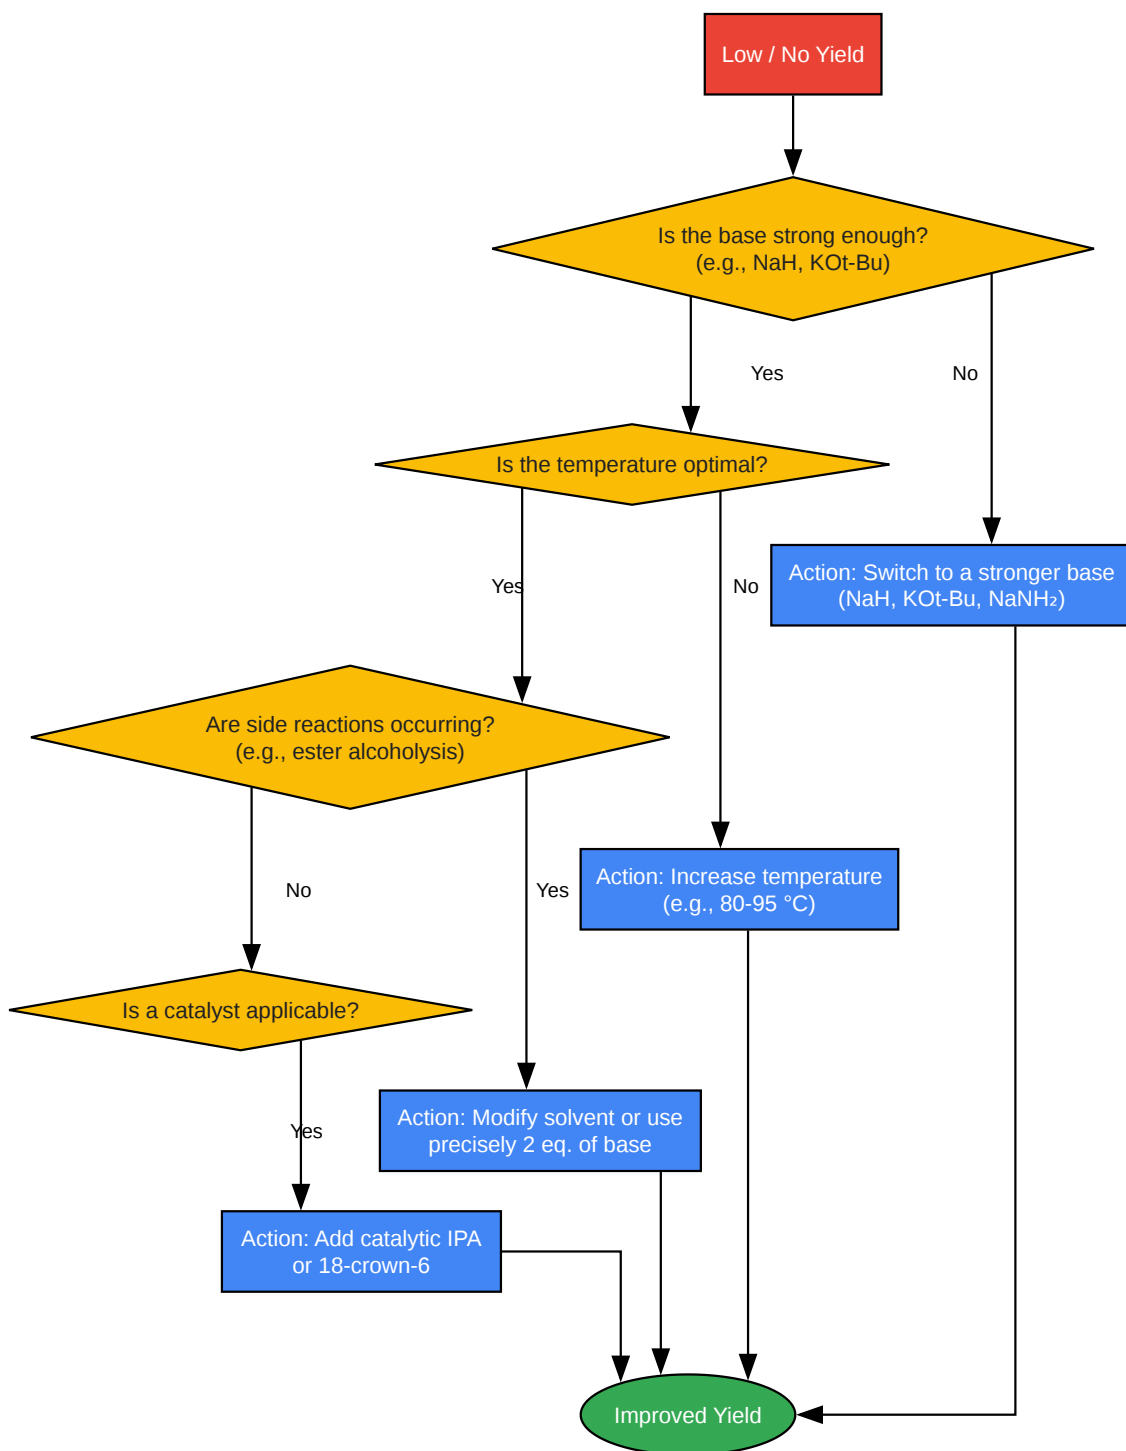 Low / No Yield
Is the base strong enough?
(e.g., NaH, KOt-Bu)
Yes
No
Is the temperature optimal?
Yes
No
Action: Switch to a stronger base
(NaH, KOt-Bu, NaNH₂)
Are side reactions occurring?
(e.g., ester alcoholysis)
No
Yes
Action: Increase temperature
(e.g., 80-95 °C)
Is a catalyst applicable?
Yes
Action: Modify solvent or use
precisely 2 eq. of base
Action: Add catalytic IPA
or 18-crown-6
Improved Yield